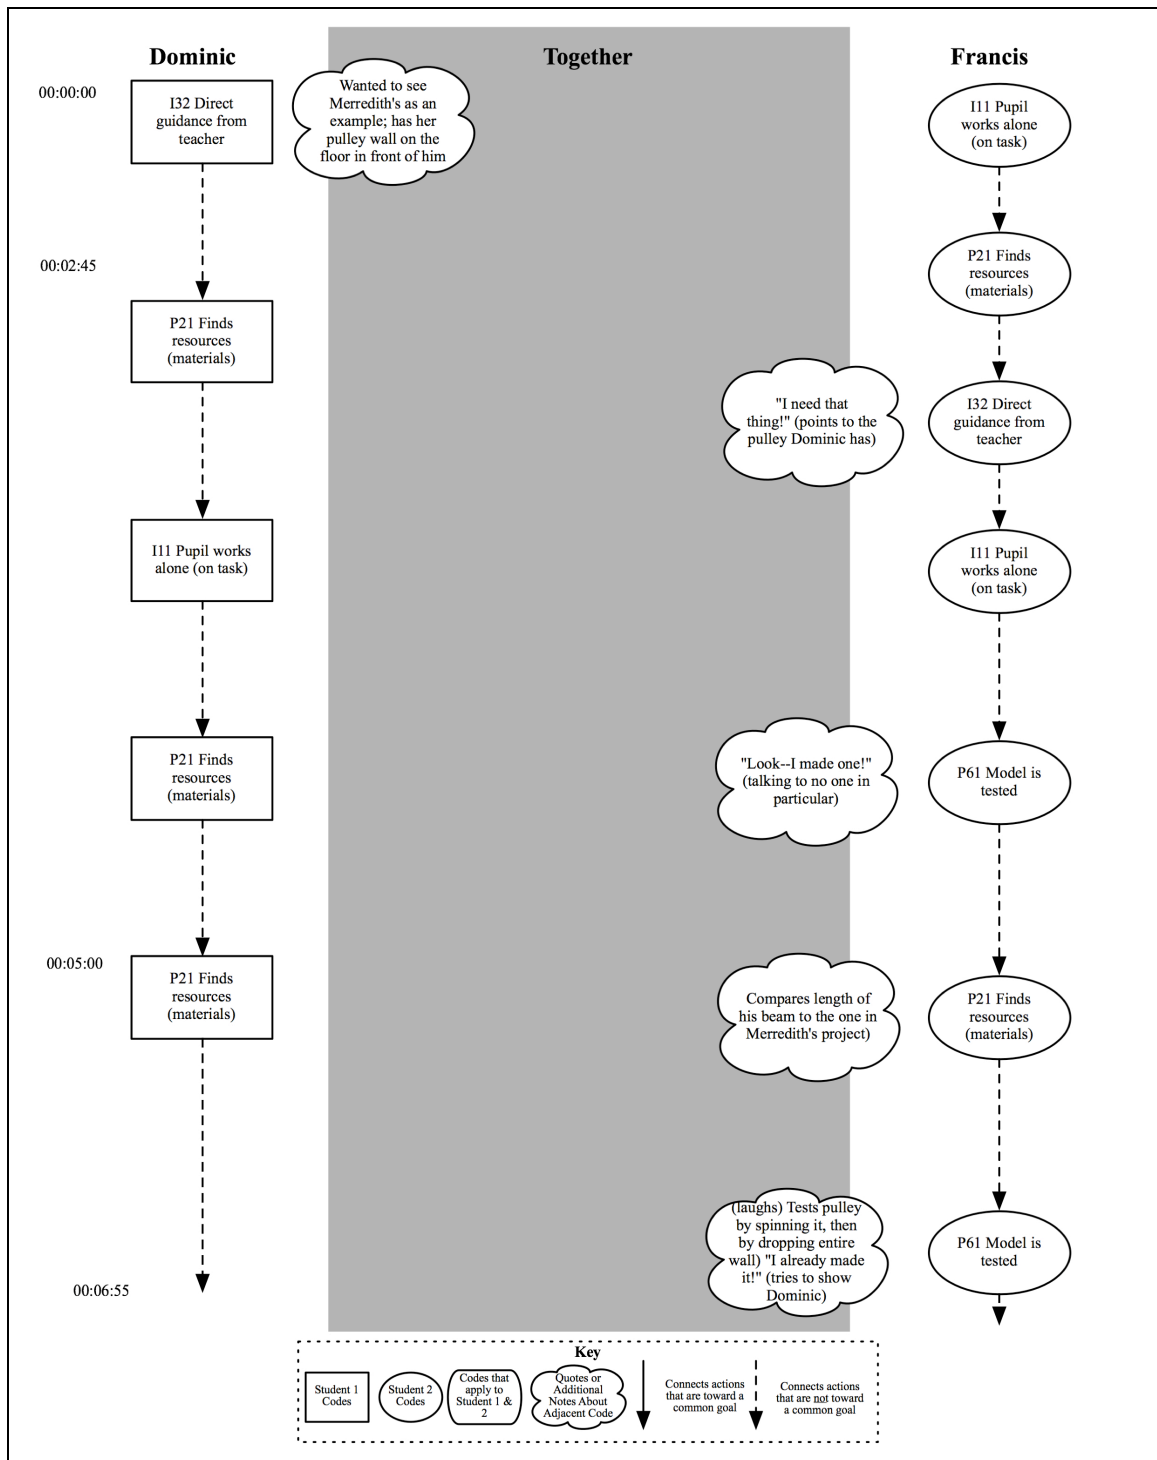 Dominic
Together
Francis
00:00:00
I32 Direct
guidance from
teacher
Wanted to see
Merredith's as an
example; has her
pulley wall on the
floor in front of him
I11 Pupil
works alone
(on task)
00:02:45
P21 Finds
resources
(materials)
P21 Finds
resources
(materials)
"I need that
thing!" (points to the
pulley Dominic has)
I32 Direct
guidance from
teacher
I11 Pupil works
alone (on task)
I11 Pupil
works alone
(on task)
P21 Finds
resources
(materials)
"Look--I made one!"
(talking to no one in
particular)
P61 Model is
tested
00:05:00
P21 Finds
resources
(materials)
Compares length of
his beam to the one in
Merredith's project)
P21 Finds
resources
(materials)
00:06:55
(laughs) Tests pulley
by spinning it, then
by dropping entire
wall) "I already made
it!" (tries to show
Dominic)
P61 Model is
tested
Key
Student 1
Codes
Student 2
Codes
Codes that
apply to
Student 1 &
2
Quotes or
Additional
Notes About
Adjacent Code
Connects actions
that are toward a
common goal
Connects actions
that are not toward
a common goal